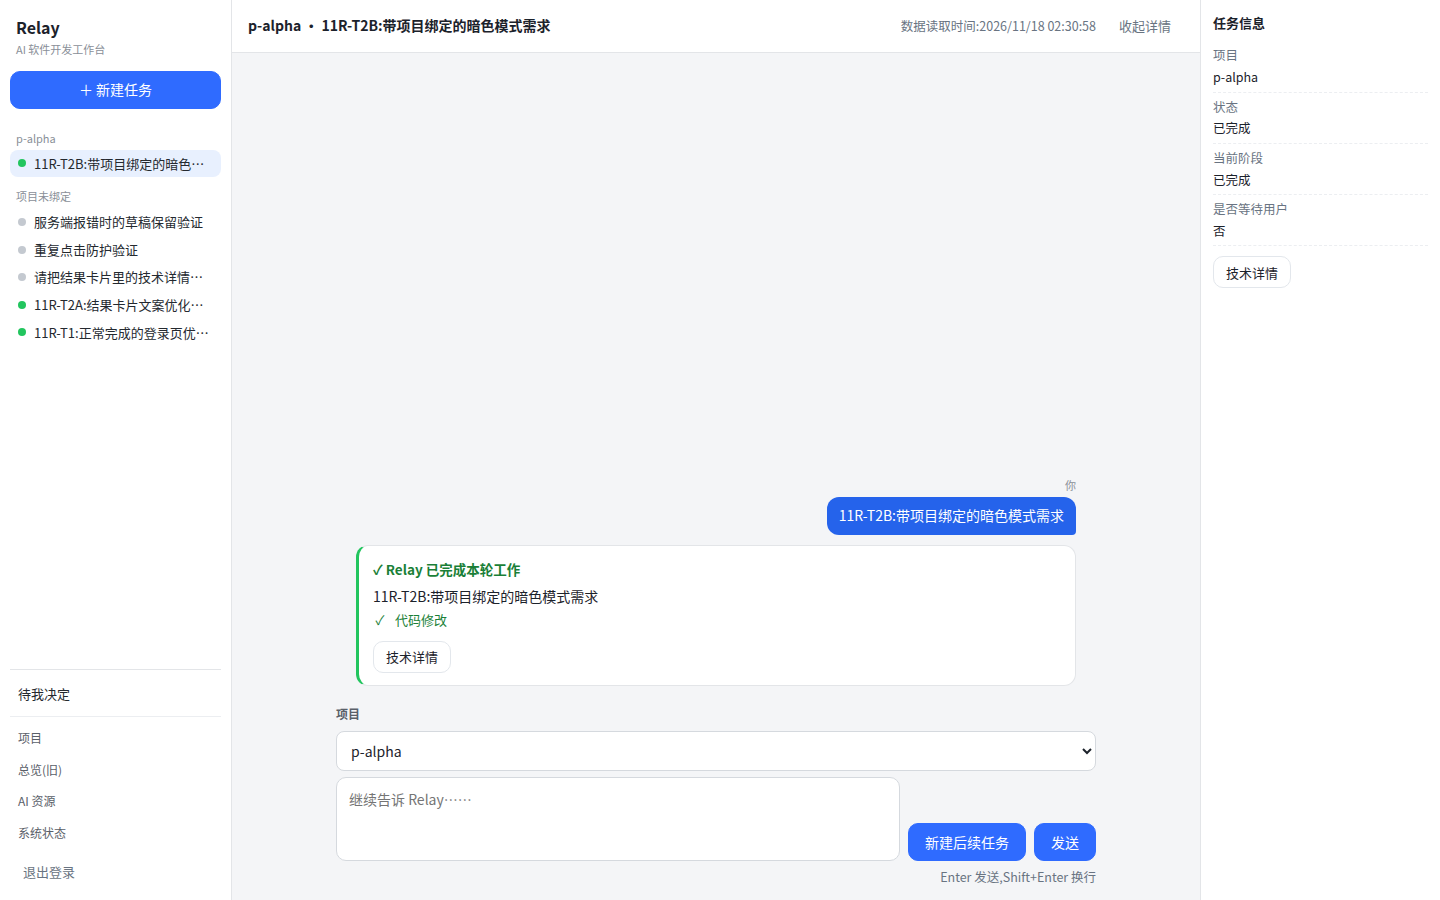 Relay
AI 软件开发工作台
＋ 新建任务
p-alpha
11R-T2B:带项目绑定的暗色…
项目未绑定
服务端报错时的草稿保留验证
重复点击防护验证
请把结果卡片里的技术详情…
11R-T2A:结果卡片文案优化…
11R-T1:正常完成的登录页优…
待我决定
项目
总览(旧)
AI 资源
系统状态
退出登录
p-alpha · 11R-T2B:带项目绑定的暗色模式需求
数据读取时间:2026/11/18 02:30:58
收起详情
你
11R-T2B:带项目绑定的暗色模式需求
✓ Relay 已完成本轮工作
11R-T2B:带项目绑定的暗色模式需求
✓ 代码修改
技术详情
项目
p-alpha
继续告诉 Relay……
新建后续任务
发送
Enter 发送,Shift+Enter 换行
任务信息
项目
p-alpha
状态
已完成
当前阶段
已完成
是否等待用户
否
技术详情